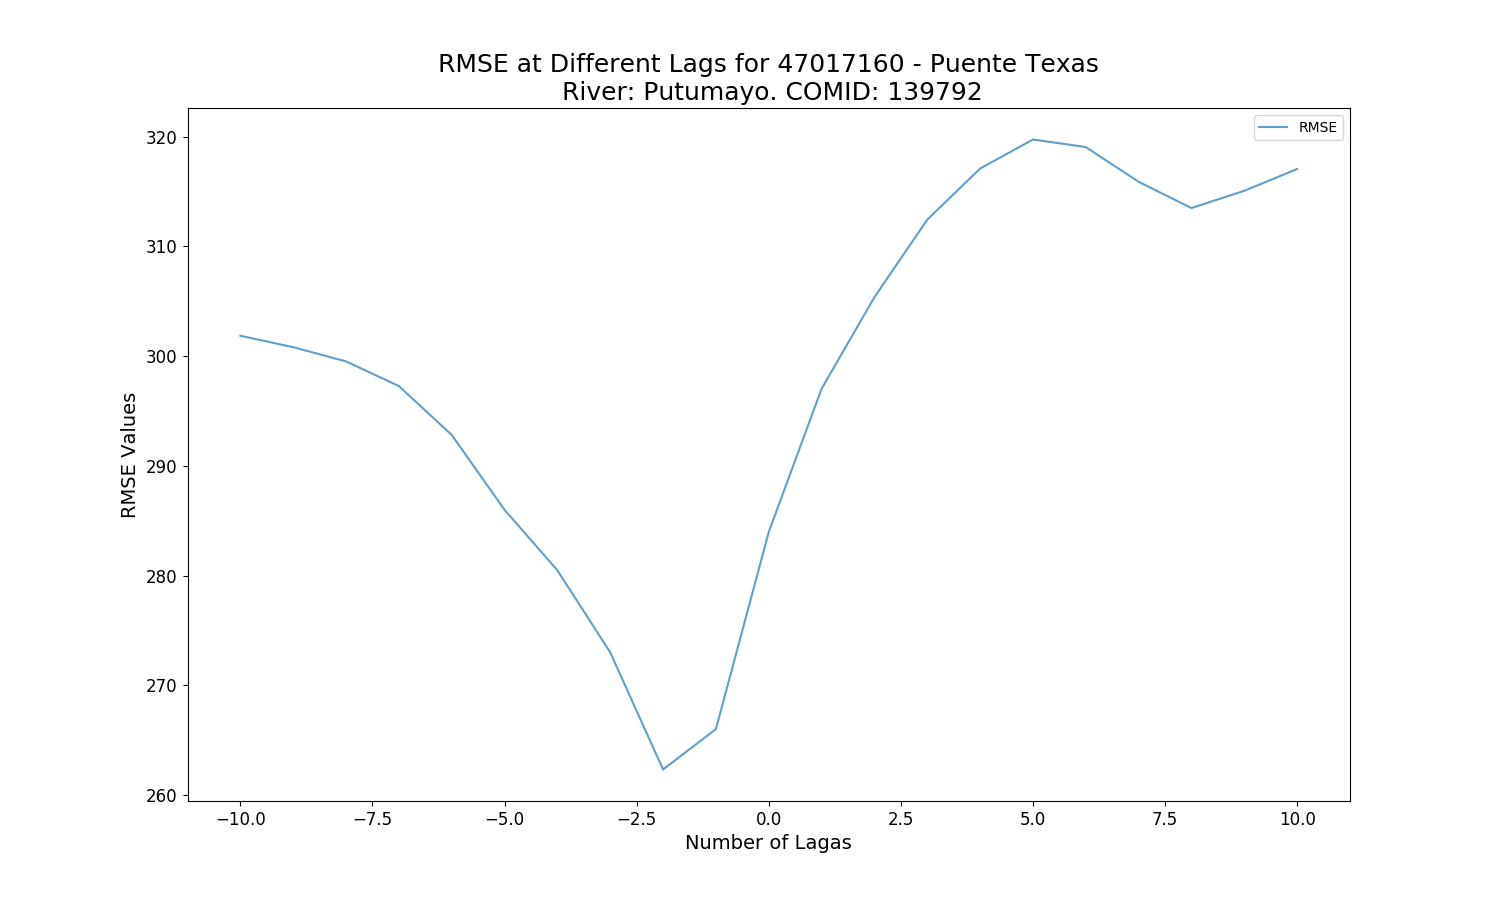 RMSE at Different Lags for 47017160 - Puente Texas
River: Putumayo. COMID: 139792
RMSE
320
310
300
290
280
270
260
RMSE Values
−10.0 −7.5 −5.0 −2.5 0.0 2.5 5.0 7.5 10.0
Number of Lagas